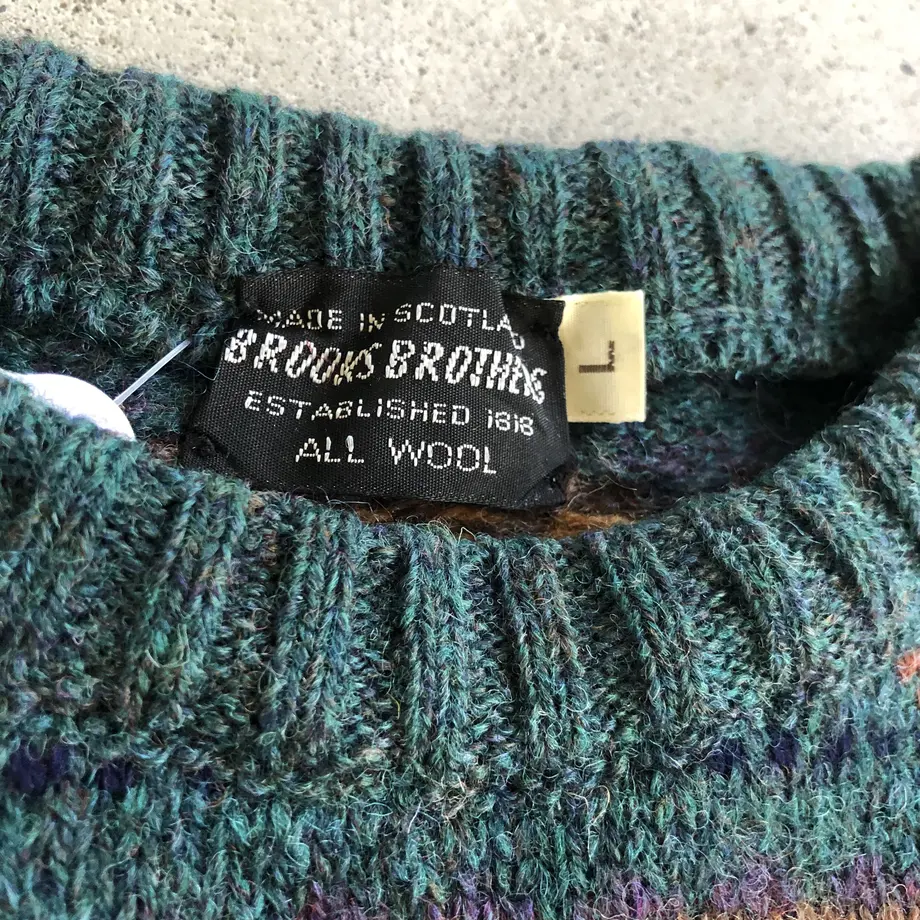 MADE IN SCOTLAND
BROOKS BROTHERS
ESTABLISHED 1818
ALL WOOL
L